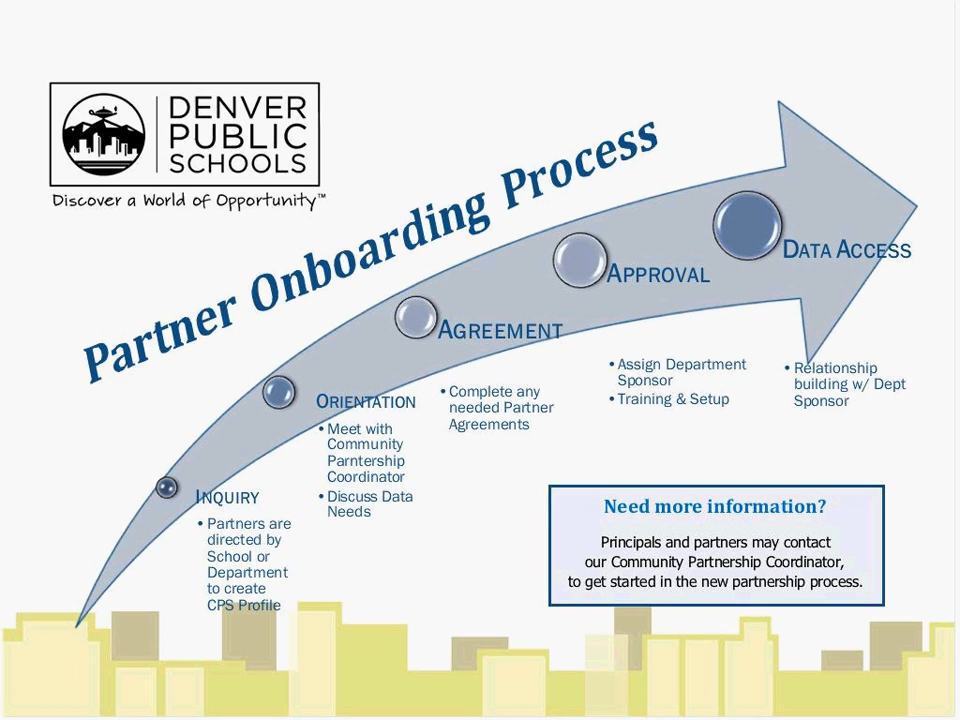 DENVER
PUBLIC
SCHOOLS
Discover a World of Opportunity™
Partner Onboarding Process
INQUIRY
• Partners are
directed by
School or
Department
to create
CPS Profile
ORIENTATION
• Meet with
Community
Parntership
Coordinator
• Discuss Data
Needs
AGREEMENT
• Complete any
needed Partner
Agreements
APPROVAL
• Assign Department
Sponsor
• Training & Setup
DATA ACCESS
• Relationship
building w/ Dept
Sponsor
Need more information?
Principals and partners may contact
our Community Partnership Coordinator,
to get started in the new partnership process.